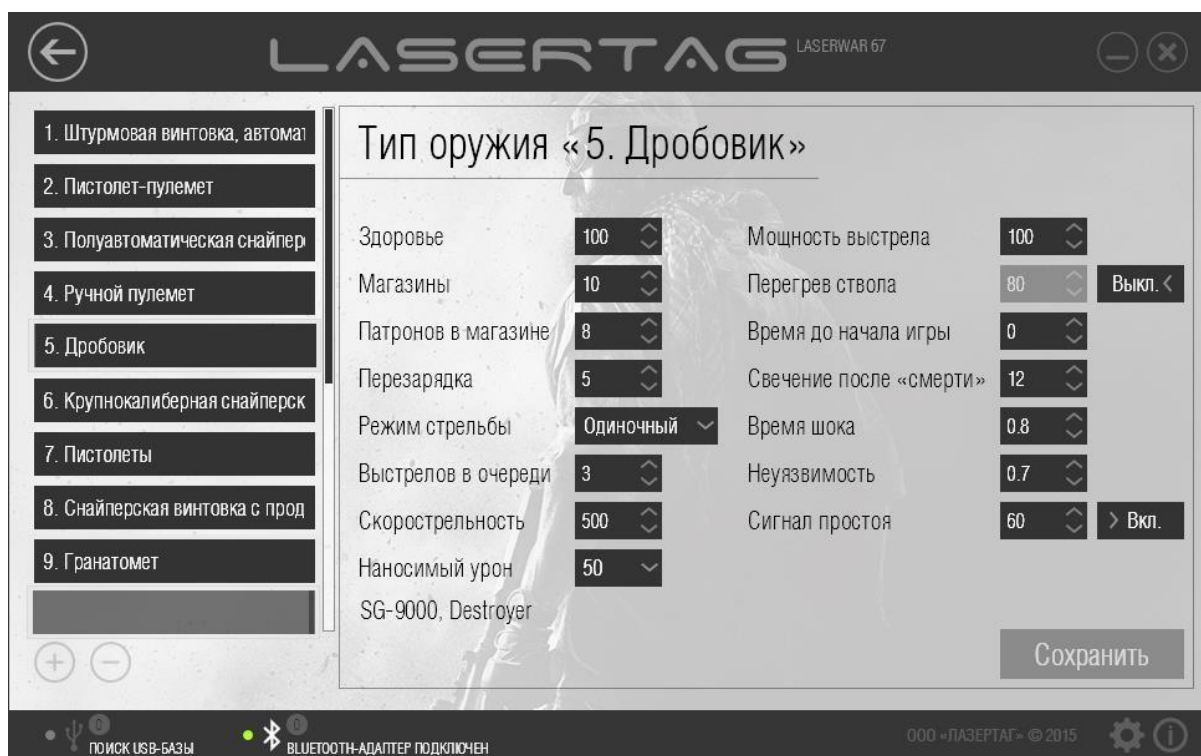 LASERTAG LASERWAR 67
1. Штурмовая винтовка, автомат
2. Пистолет-пулемет
3. Полуавтоматическая снайпер
4. Ручной пулемет
5. Дробовик
6. Крупнокалиберная снайперск
7. Пистолеты
8. Снайперская винтовка с прод
9. Гранатомет
Тип оружия «5. Дробовик»
Здоровье 100
Магазины 10
Патронов в магазине 8
Перезарядка 5
Режим стрельбы Одиночный
Выстрелов в очереди 3
Скорострельность 500
Наносимый урон 50
SG-9000, Destroyer
Мощность выстрела 100
Перегрев ствола 80 Выкл.
Время до начала игры 0
Свечение после «смерти» 12
Время шока 0.8
Неуязвимость 0.7
Сигнал простоя 60 Вкл.
Сохранить
0
ПОИСК USB-БАЗЫ
0
BLUETOOTH-АДАПТЕР ПОДКЛЮЧЕН
ООО «ЛАЗЕРТАГ» © 2015